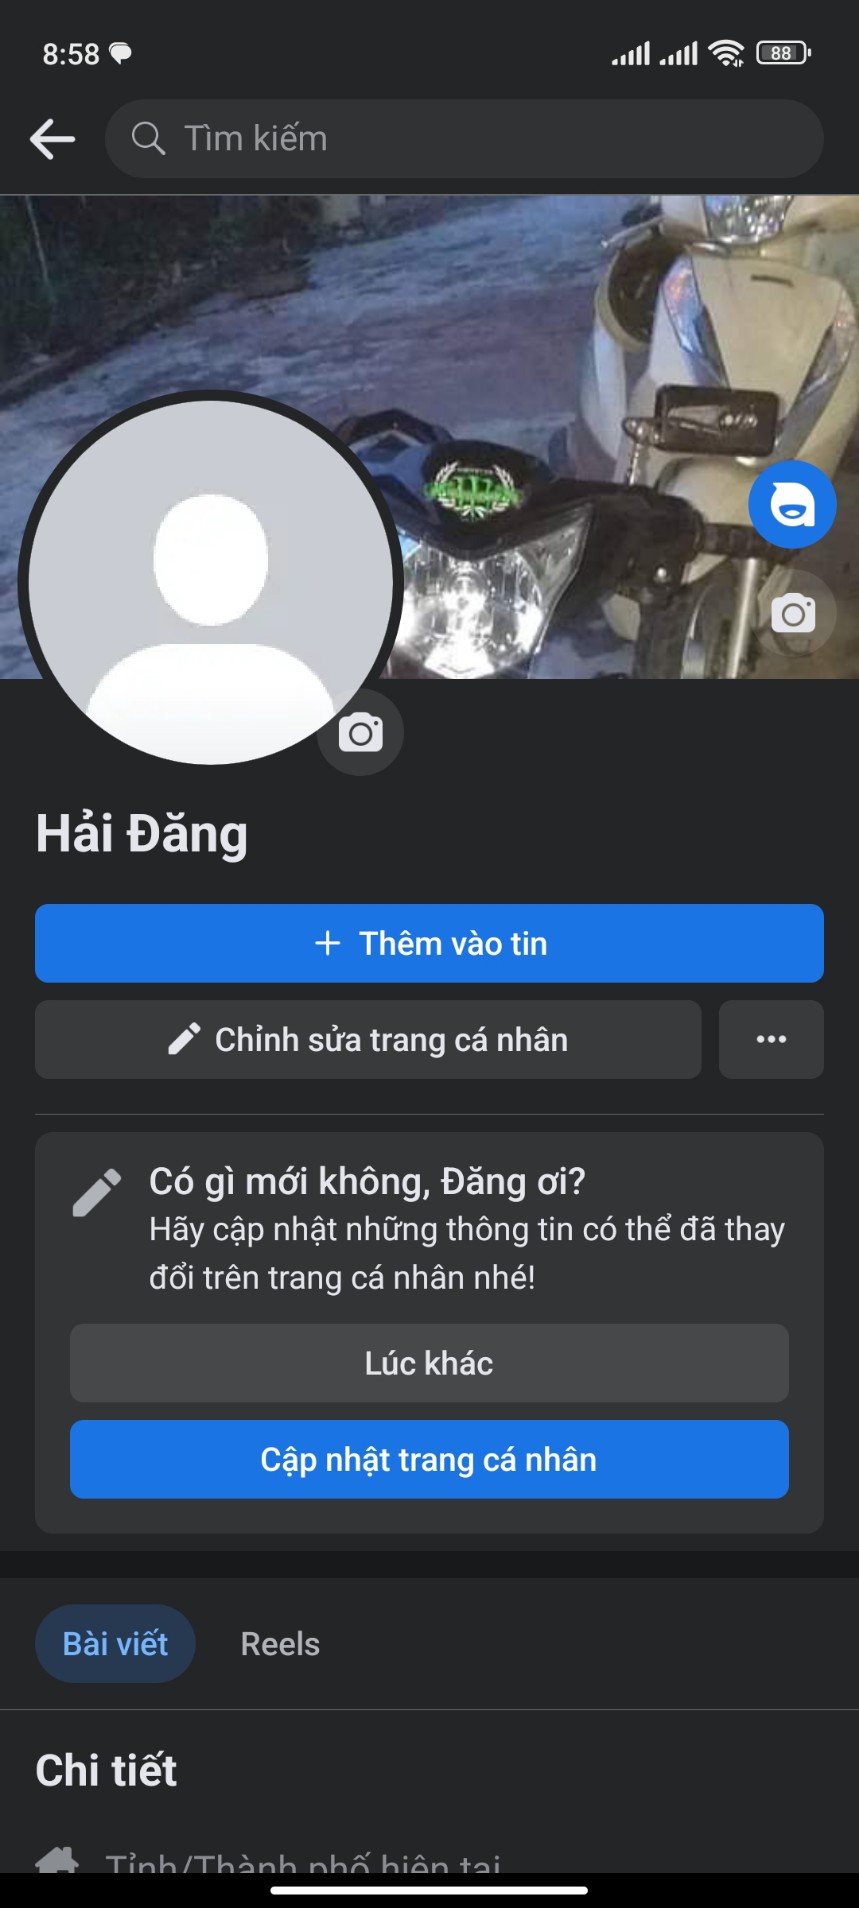 8:58
88
Tìm kiếm
Hải Đăng
+ Thêm vào tin
Chỉnh sửa trang cá nhân
Có gì mới không, Đăng ơi?
Hãy cập nhật những thông tin có thể đã thay
đổi trên trang cá nhân nhé!
Lúc khác
Cập nhật trang cá nhân
Bài viết
Reels
Chi tiết
Tỉnh/Thành phố hiện tại